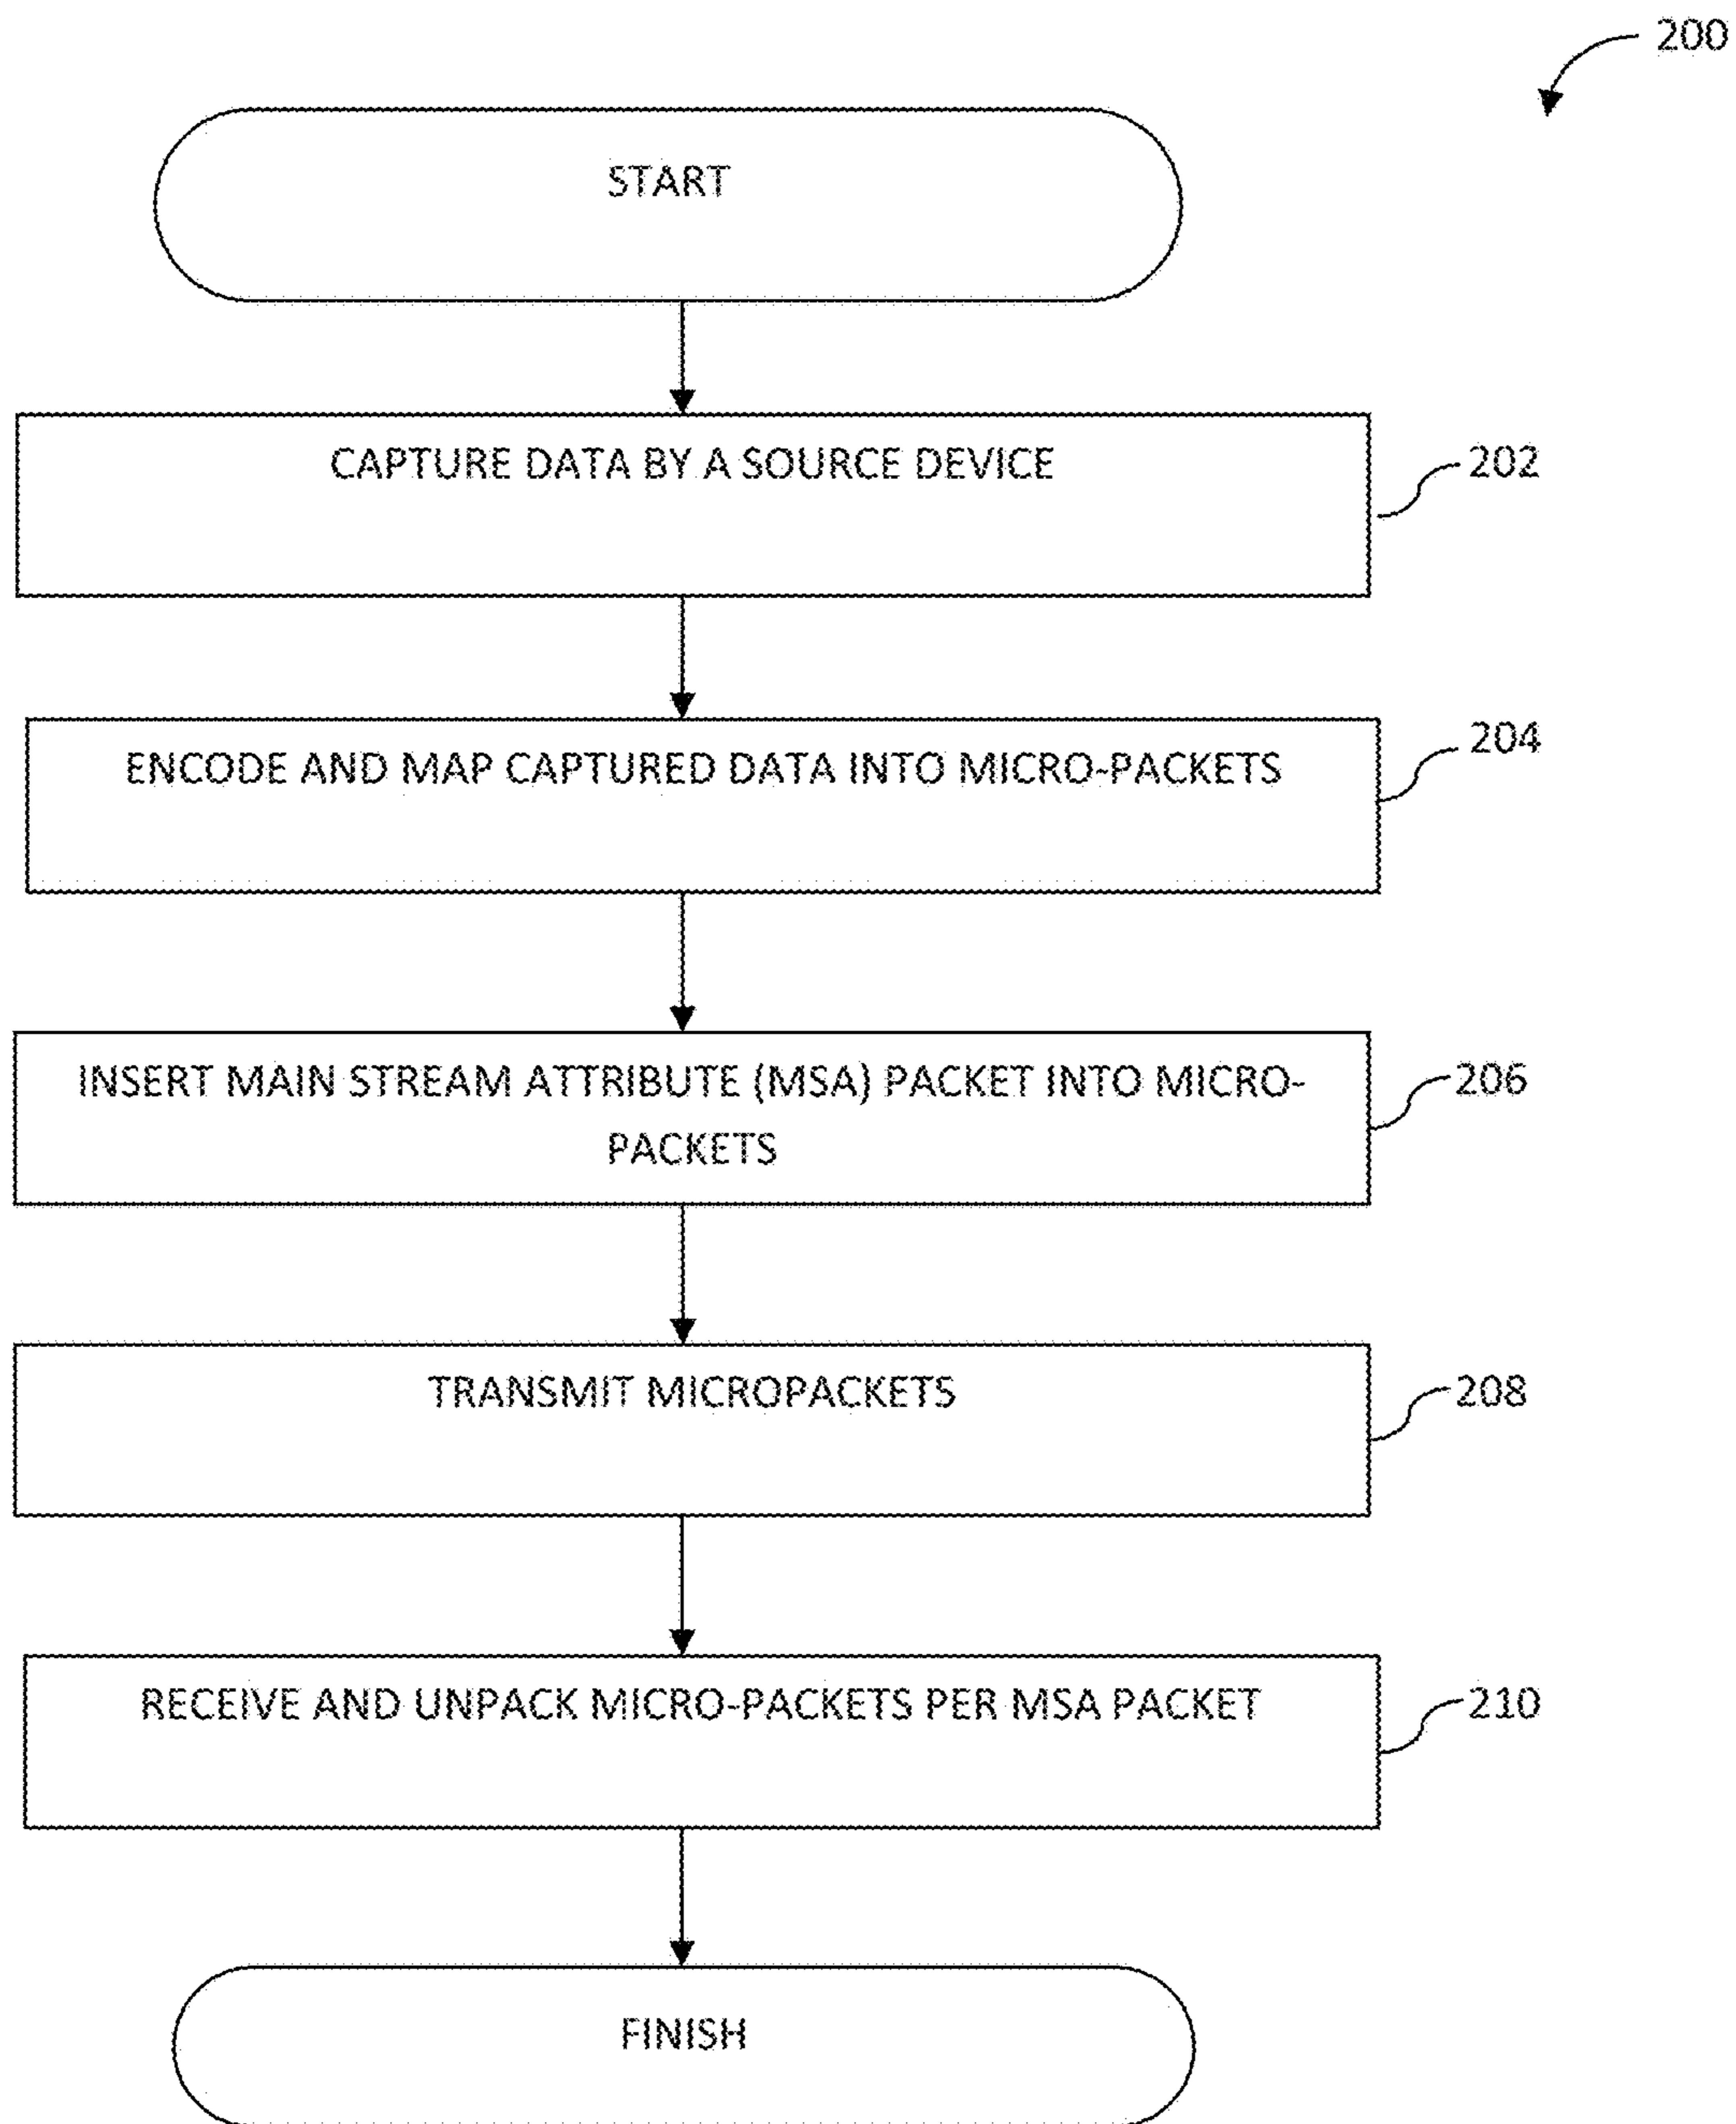 200
START
CAPTURE DATA BY A SOURCE DEVICE
202
ENCODE AND MAP CAPTURED DATA INTO MICRO-PACKETS
204
INSERT MAIN STREAM ATTRIBUTE (MSA) PACKET INTO MICRO-
PACKETS
206
TRANSMIT MICROPACKETS
208
RECEIVE AND UNPACK MICRO-PACKETS PER MSA PACKET
210
FINISH